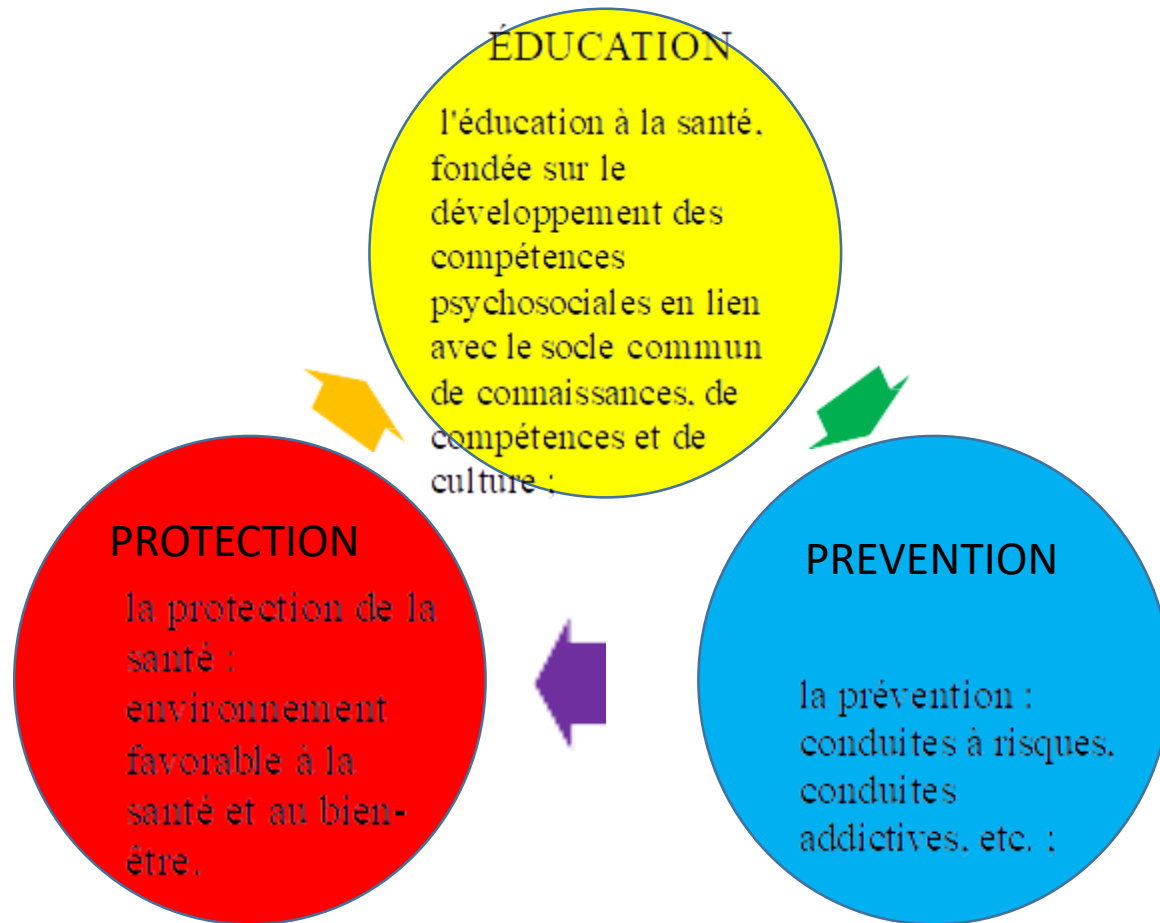 ÉDUCATION
l'éducation à la santé,
fondée sur le
développement des
compétences
psychosociales en lien
avec le socle commun
de connaissances, de
compétences et de
culture ;
PROTECTION
la protection de la
santé :
environnement
favorable à la
santé et au bien-
être.
PREVENTION
la prévention :
conduites à risques,
conduites
addictives, etc. ;